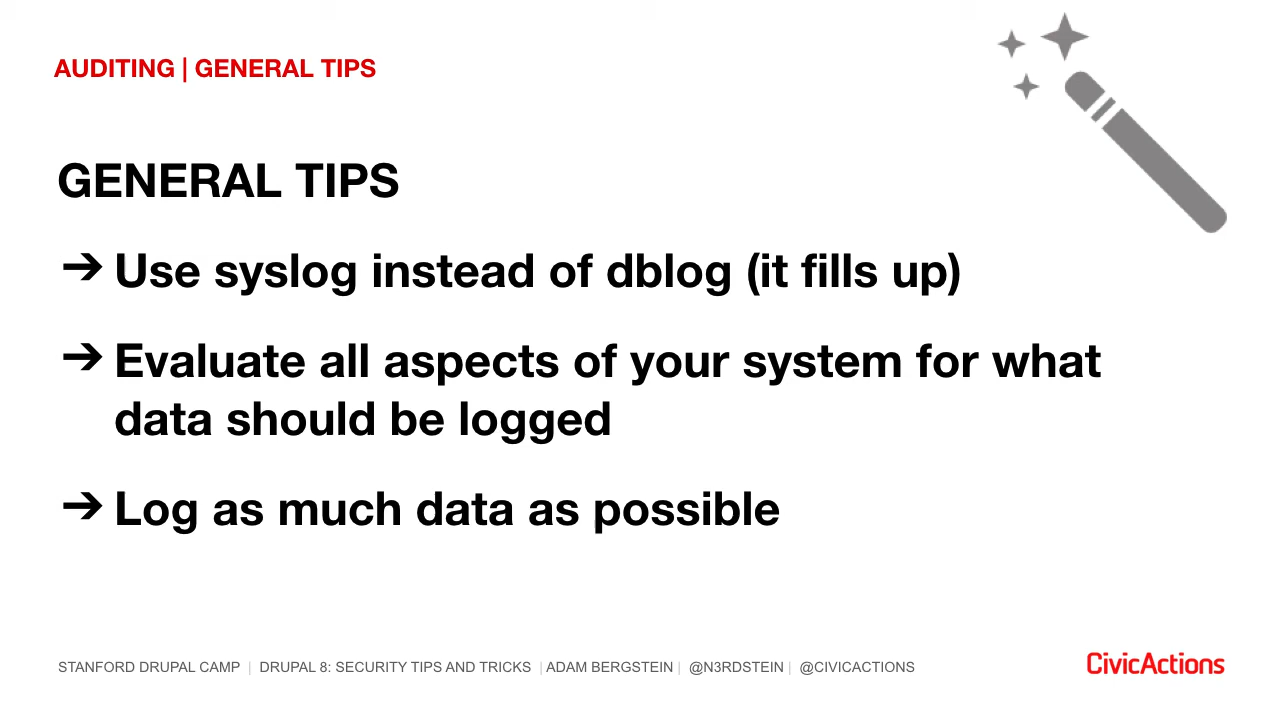 AUDITING | GENERAL TIPS
GENERAL TIPS
➔ Use syslog instead of dblog (it fills up)
➔ Evaluate all aspects of your system for what
data should be logged
➔ Log as much data as possible
STANFORD DRUPAL CAMP | DRUPAL 8: SECURITY TIPS AND TRICKS | ADAM BERGSTEIN | @N3RDSTEIN | @CIVICACTIONS
CivicActions